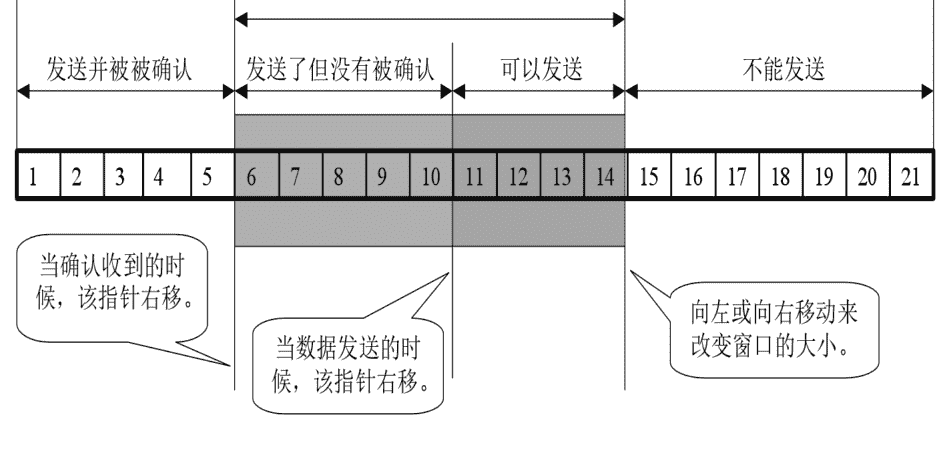 发送并被被确认
发送了但没有被确认
可以发送
不能发送
1 2 3 4 5 6 7 8 9 10 11 12 13 14 15 16 17 18 19 20 21
当确认收到的时
候，该指针右移。
当数据发送的时
候，该指针右移。
向左或向右移动来
改变窗口的大小。